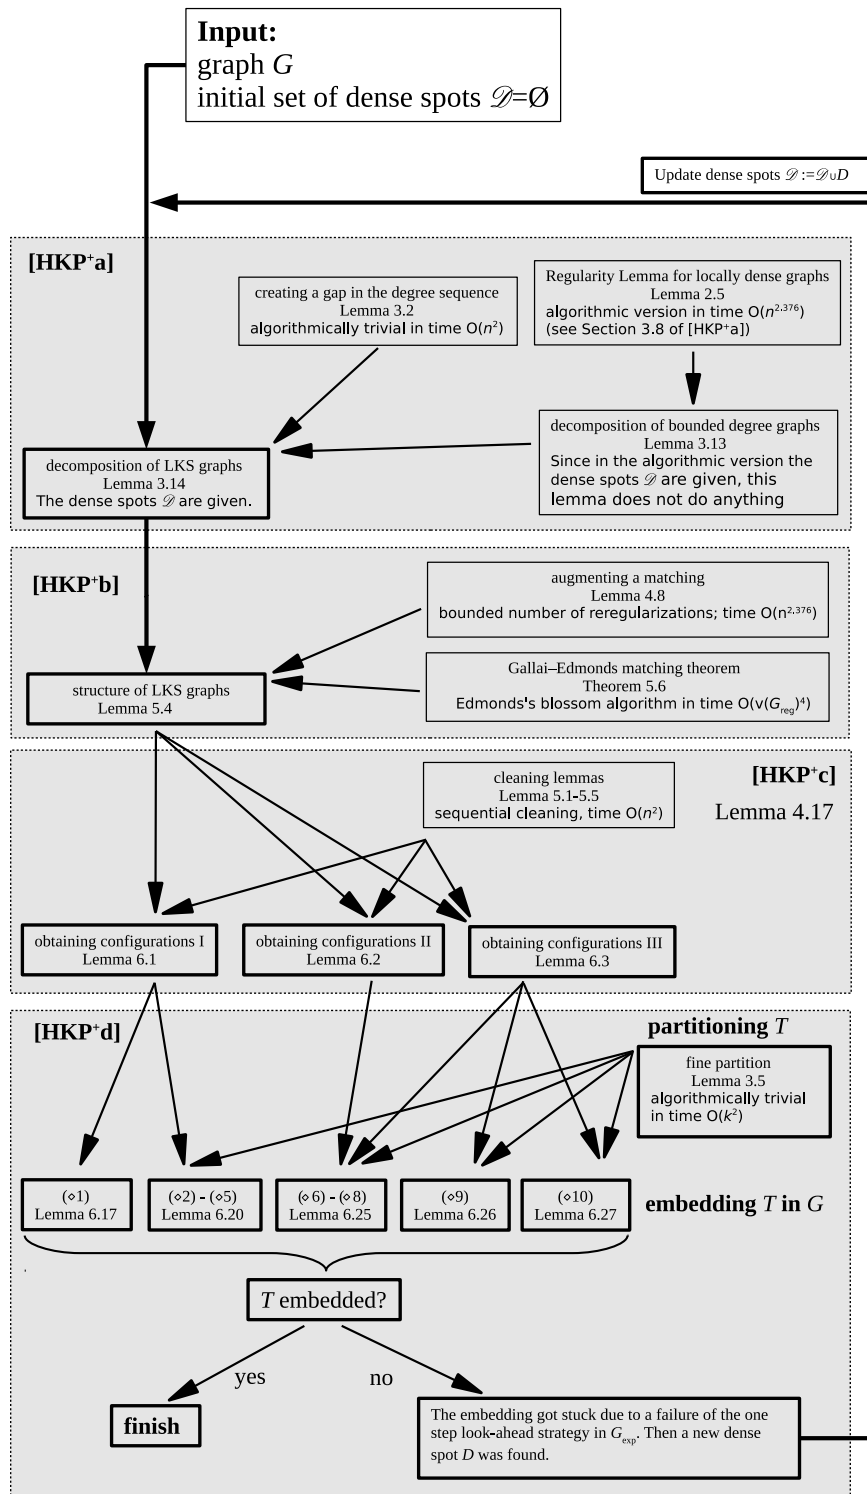 Input:
graph G
initial set of dense spots 𝒟=Ø
Update dense spots 𝒟 :=𝒟∪D
[HKP⁺a]
creating a gap in the degree sequence
Lemma 3.2
algorithmically trivial in time O(n²)
Regularity Lemma for locally dense graphs
Lemma 2.5
algorithmic version in time O(n²·³⁷⁶)
(see Section 3.8 of [HKP⁺a])
decomposition of bounded degree graphs
Lemma 3.13
Since in the algorithmic version the
dense spots 𝒟 are given, this
lemma does not do anything
decomposition of LKS graphs
Lemma 3.14
The dense spots 𝒟 are given.
[HKP⁺b]
augmenting a matching
Lemma 4.8
bounded number of reregularizations; time O(n²·³⁷⁶)
Gallai–Edmonds matching theorem
Theorem 5.6
Edmonds's blossom algorithm in time O(v(G_reg)⁴)
structure of LKS graphs
Lemma 5.4
[HKP⁺c]
Lemma 4.17
cleaning lemmas
Lemma 5.1-5.5
sequential cleaning, time O(n²)
obtaining configurations I
Lemma 6.1
obtaining configurations II
Lemma 6.2
obtaining configurations III
Lemma 6.3
[HKP⁺d]
partitioning T
fine partition
Lemma 3.5
algorithmically trivial
in time O(k²)
(⋄1)
Lemma 6.17
(⋄2) - (⋄5)
Lemma 6.20
(⋄6) - (⋄8)
Lemma 6.25
(⋄9)
Lemma 6.26
(⋄10)
Lemma 6.27
embedding T in G
T embedded?
yes
no
finish
The embedding got stuck due to a failure of the one
step look-ahead strategy in G_exp. Then a new dense
spot D was found.